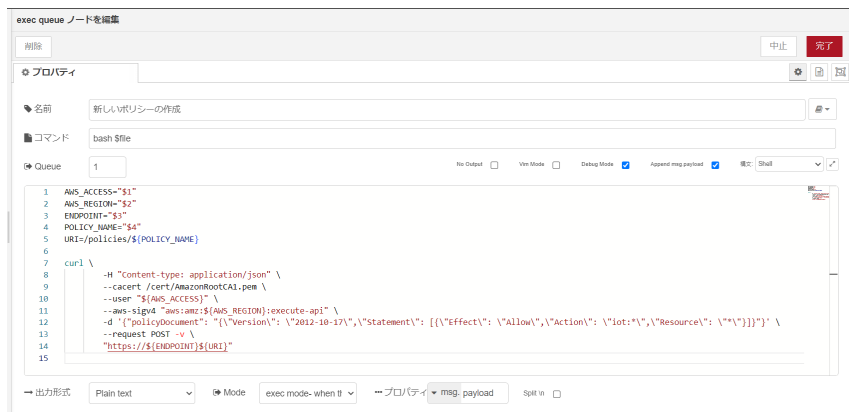 exec queue ノードを編集
削除 中止 完了
プロパティ
名前 新しいポリシーの作成
コマンド bash $file
Queue 1 No Output Vim Mode Debug Mode Append msg.payload 構文: Shell
1 AWS_ACCESS="$1"
2 AWS_REGION="$2"
3 ENDPOINT="$3"
4 POLICY_NAME="$4"
5 URI=/policies/${POLICY_NAME}
6
7 curl \
8 -H "Content-type: application/json" \
9 --cacert /cert/AmazonRootCA1.pem \
10 --user "${AWS_ACCESS}" \
11 --aws-sigv4 "aws:amz:${AWS_REGION}:execute-api" \
12 -d '{"policyDocument": "{\"Version\": \"2012-10-17\",\"Statement\": [{\"Effect\": \"Allow\",\"Action\": \"iot:*\",\"Resource\": \"*\"}]}"}' \
13 --request POST -v \
14 "https://${ENDPOINT}${URI}"
15
出力形式 Plain text Mode exec mode- when th プロパティ msg. payload Split \n